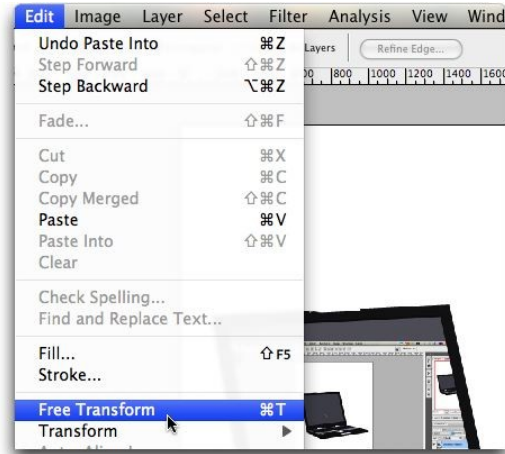 Edit Image Layer Select Filter Analysis View Wind
Undo Paste Into ⌘Z
Layers Refine Edge...
Step Forward ⇧⌘Z
Step Backward ⌥⌘Z
800 1000 1200 1400 1600
Fade... ⇧⌘F
Cut ⌘X
Copy ⌘C
Copy Merged ⇧⌘C
Paste ⌘V
Paste Into ⇧⌘V
Clear
Check Spelling...
Find and Replace Text...
Fill... ⇧F5
Stroke...
Free Transform ⌘T
Transform ▶